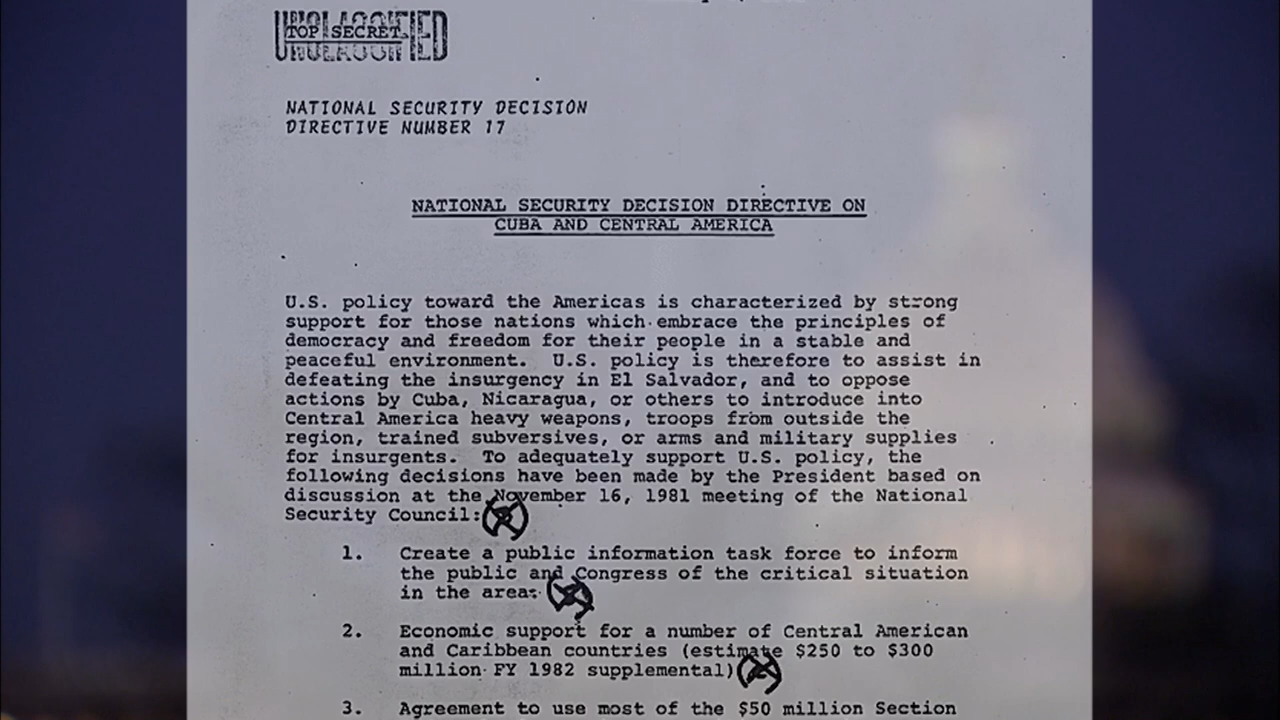 UNCLASSIFIED
TOP SECRET
NATIONAL SECURITY DECISION
DIRECTIVE NUMBER 17
NATIONAL SECURITY DECISION DIRECTIVE ON
CUBA AND CENTRAL AMERICA
U.S. policy toward the Americas is characterized by strong
support for those nations which embrace the principles of
democracy and freedom for their people in a stable and
peaceful environment. U.S. policy is therefore to assist in
defeating the insurgency in El Salvador, and to oppose
actions by Cuba, Nicaragua, or others to introduce into
Central America heavy weapons, troops from outside the
region, trained subversives, or arms and military supplies
for insurgents. To adequately support U.S. policy, the
following decisions have been made by the President based on
discussion at the November 16, 1981 meeting of the National
Security Council:
1. Create a public information task force to inform
the public and Congress of the critical situation
in the area.
2. Economic support for a number of Central American
and Caribbean countries (estimate $250 to $300
million FY 1982 supplemental)
3. Agreement to use most of the $50 million Section